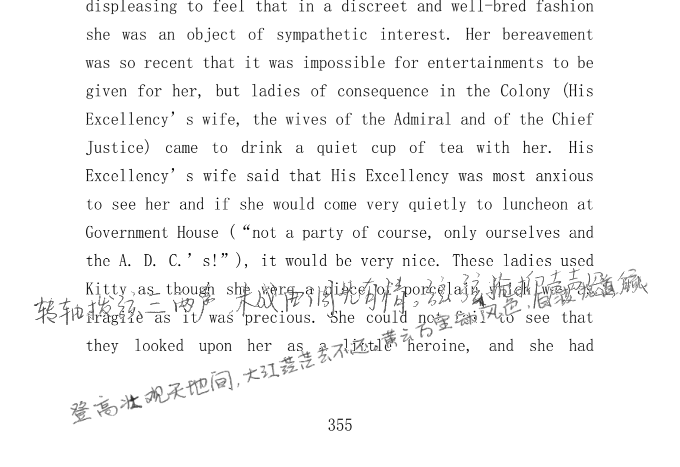 displeasing to feel that in a discreet and well-bred fashion
she was an object of sympathetic interest. Her bereavement
was so recent that it was impossible for entertainments to be
given for her, but ladies of consequence in the Colony (His
Excellency's wife, the wives of the Admiral and of the Chief
Justice) came to drink a quiet cup of tea with her. His
Excellency's wife said that His Excellency was most anxious
to see her and if she would come very quietly to luncheon at
Government House (“not a party of course, only ourselves and
the A. D. C.'s!”), it would be very nice. These ladies used
Kitty as though she were a piece of porcelain which was as
转轴拨弦三两声,未成曲调先有情,弦弦掩抑声声思
fragile as it was precious. She could not fail to see that
they looked upon her as a little heroine, and she had
登高壮观天地间,大江茫茫去不还,黄云万里动风色,
355